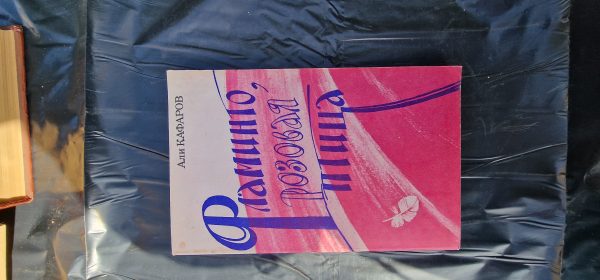 Али КАФАРОВ
Фламинго,
розовая
птица